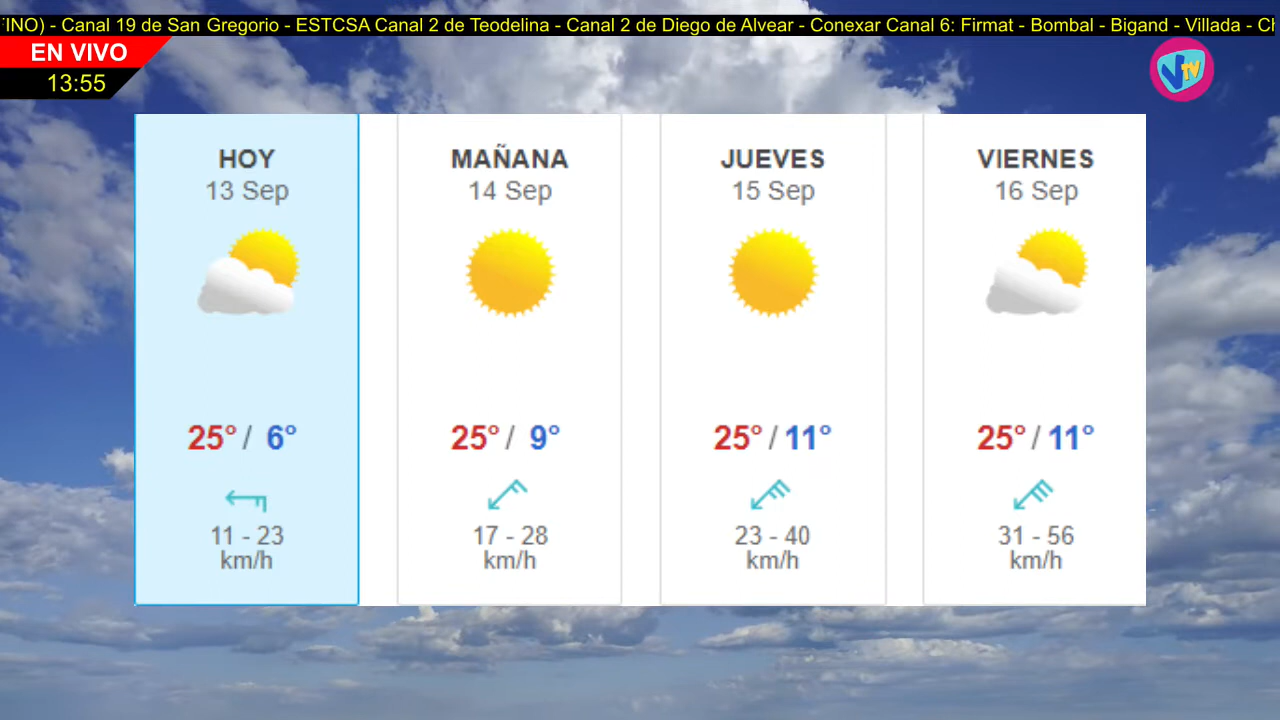 INO) - Canal 19 de San Gregorio - ESTCSA Canal 2 de Teodelina - Canal 2 de Diego de Alvear - Conexar Canal 6: Firmat - Bombal - Bigand - Villada - Ch
EN VIVO
13:55
VTV
HOY
13 Sep
25° / 6°
11 - 23
km/h
MAÑANA
14 Sep
25° / 9°
17 - 28
km/h
JUEVES
15 Sep
25° / 11°
23 - 40
km/h
VIERNES
16 Sep
25° / 11°
31 - 56
km/h